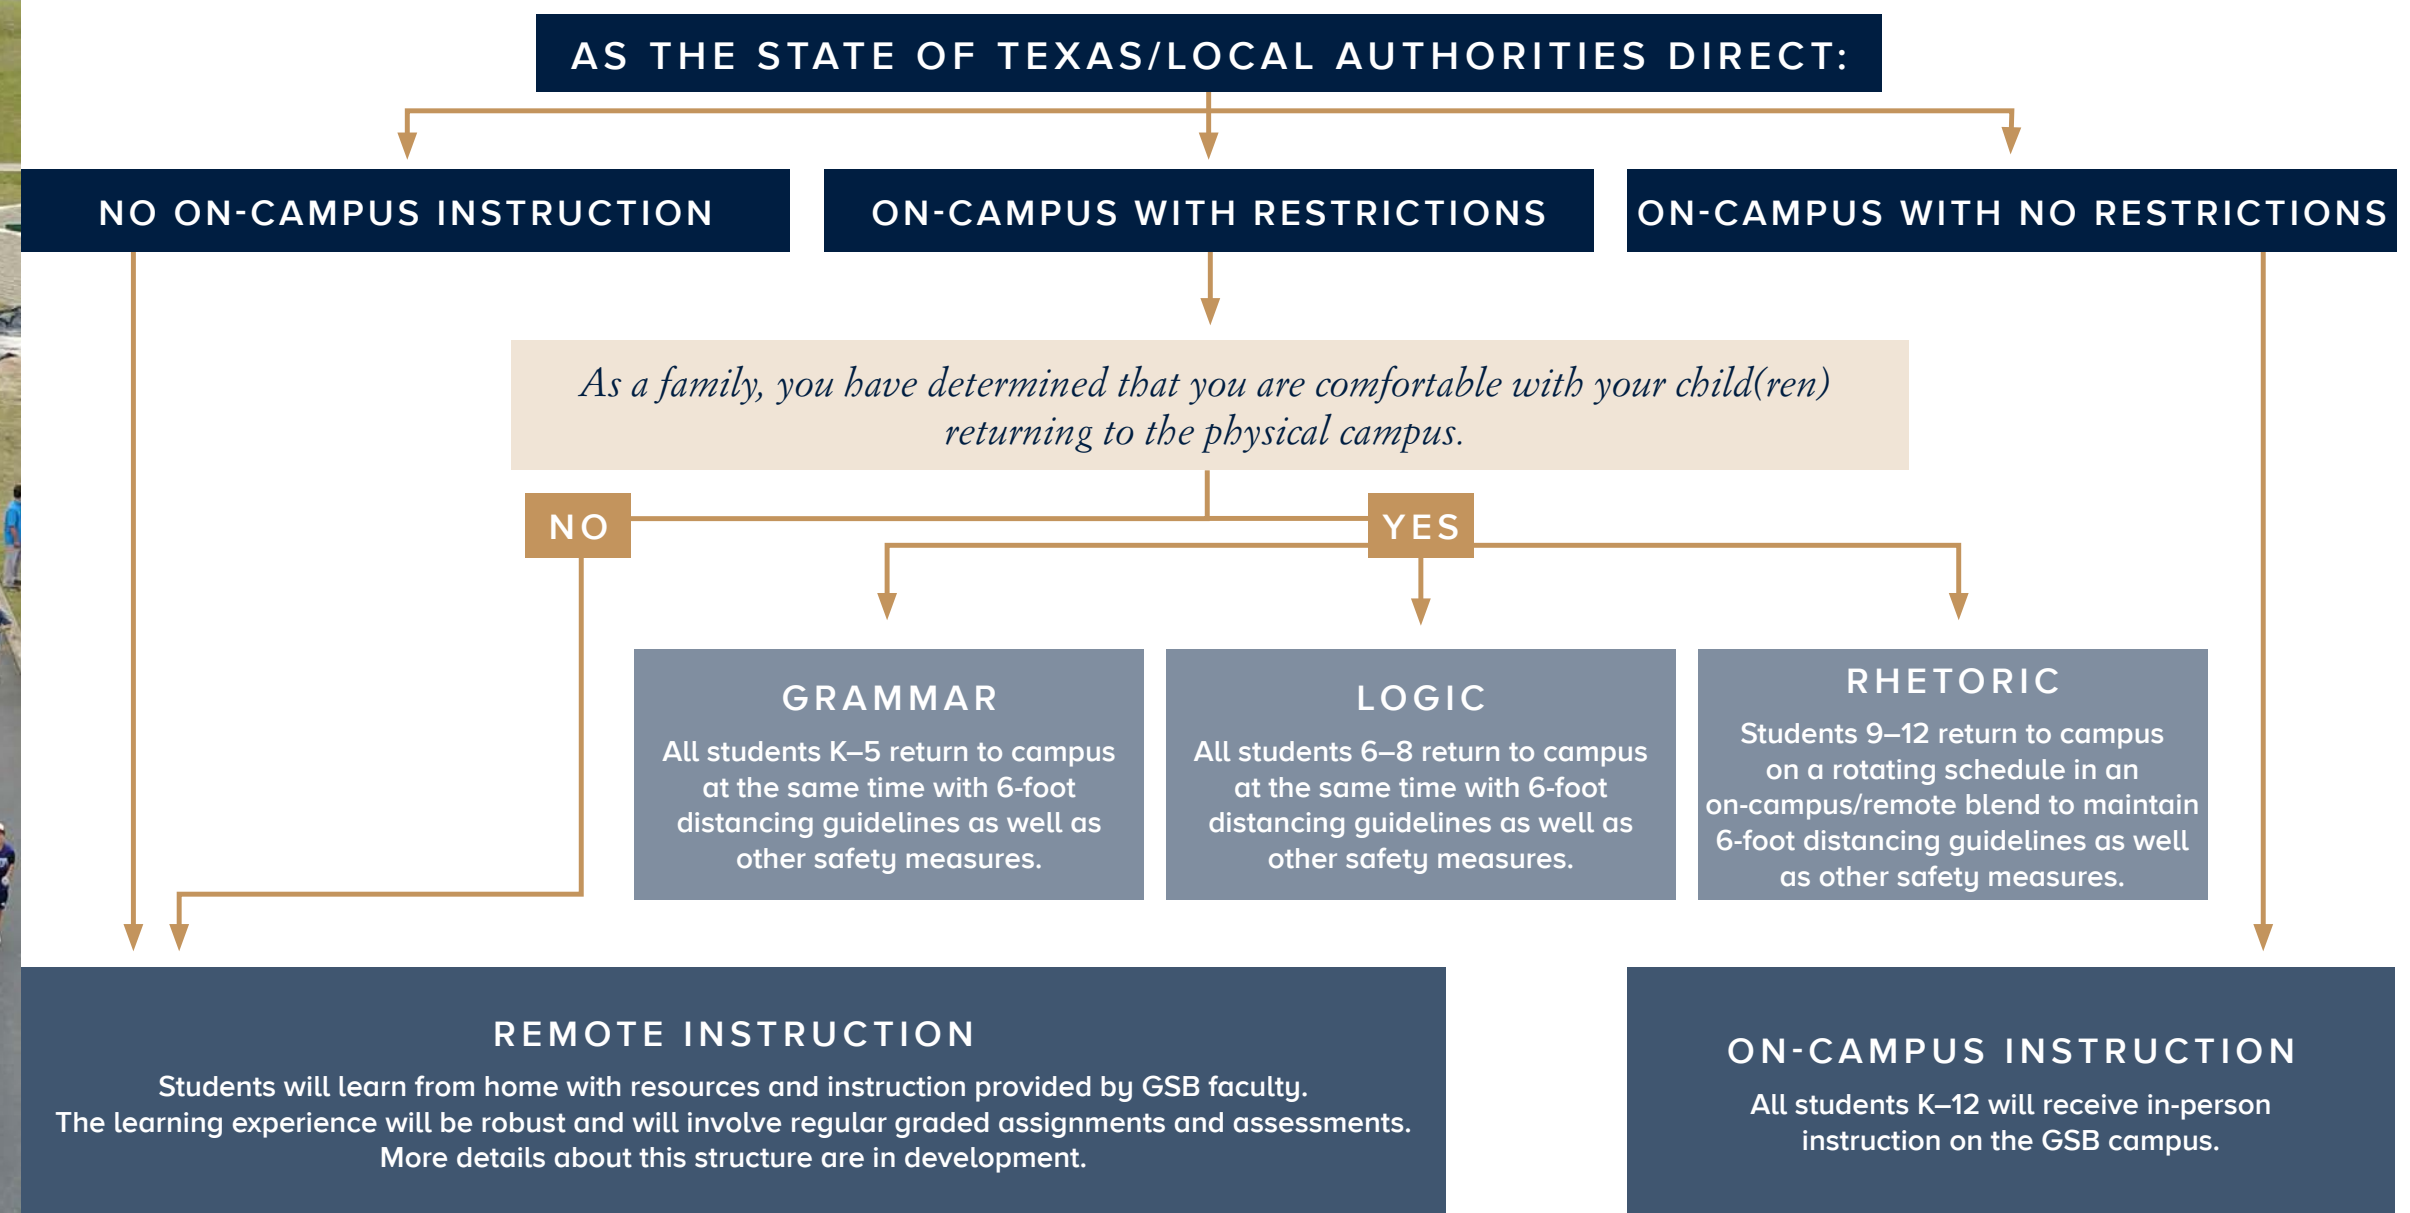 AS THE STATE OF TEXAS/LOCAL AUTHORITIES DIRECT:
NO ON-CAMPUS INSTRUCTION
ON-CAMPUS WITH RESTRICTIONS
ON-CAMPUS WITH NO RESTRICTIONS
As a family, you have determined that you are comfortable with your child(ren)
returning to the physical campus.
NO
YES
GRAMMAR
All students K–5 return to campus
at the same time with 6-foot
distancing guidelines as well as
other safety measures.
LOGIC
All students 6–8 return to campus
at the same time with 6-foot
distancing guidelines as well as
other safety measures.
RHETORIC
Students 9–12 return to campus
on a rotating schedule in an
on-campus/remote blend to maintain
6-foot distancing guidelines as well
as other safety measures.
REMOTE INSTRUCTION
Students will learn from home with resources and instruction provided by GSB faculty.
The learning experience will be robust and will involve regular graded assignments and assessments.
More details about this structure are in development.
ON-CAMPUS INSTRUCTION
All students K–12 will receive in-person
instruction on the GSB campus.